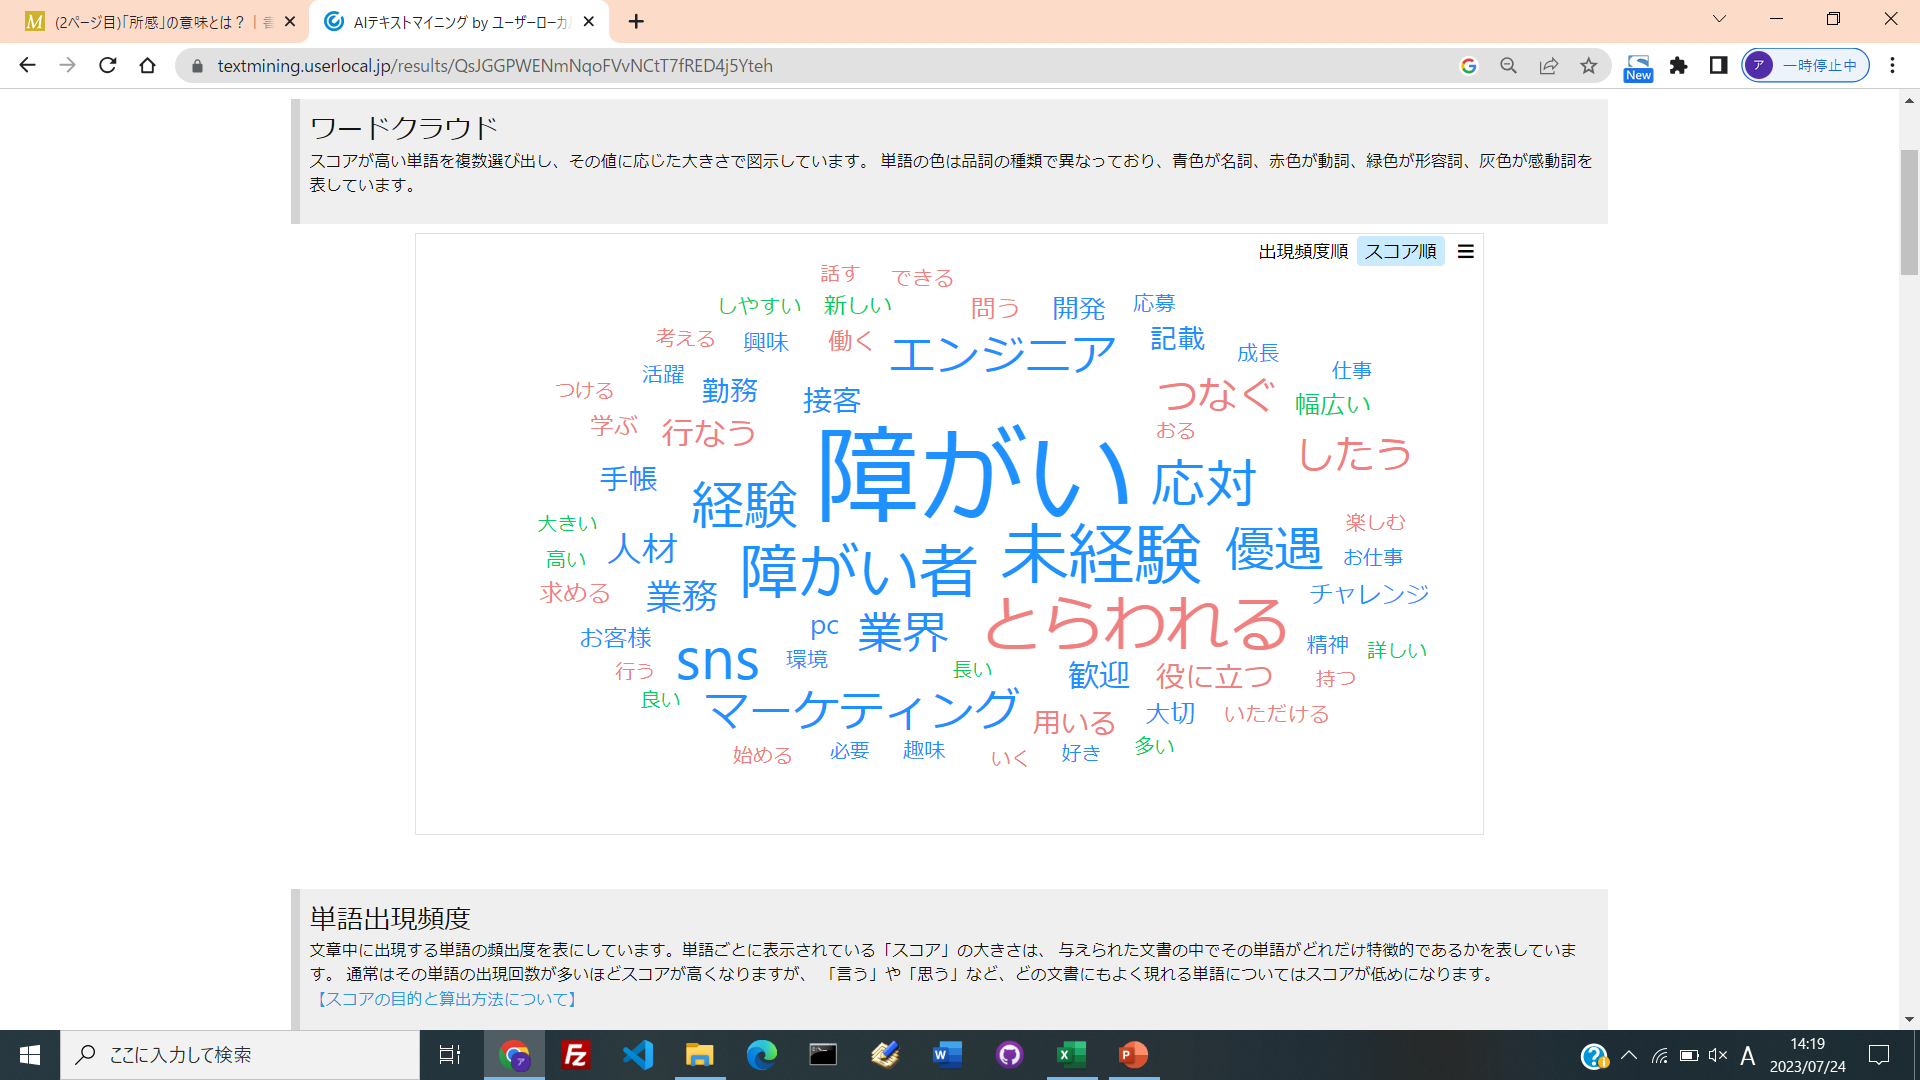 (2ページ目)「所感」の意味とは？｜書
AIテキストマイニング by ユーザーローカル
textmining.userlocal.jp/results/QsJGGPWENmNqoFVvNCtT7fRED4j5Yteh
New
ア 一時停止中
ワードクラウド
スコアが高い単語を複数選び出し、その値に応じた大きさで図示しています。 単語の色は品詞の種類で異なっており、青色が名詞、赤色が動詞、緑色が形容詞、灰色が感動詞を
表しています。
出現頻度順 スコア順
話す できる
しやすい 新しい 問う 開発 応募
考える 興味 働く エンジニア 記載 成長
活躍 仕事
つける 勤務 接客 つなぐ 幅広い
学ぶ 行なう おる したう
手帳 経験 障がい 応対
大きい 楽しむ
高い 人材 障がい者 未経験 優遇 お仕事
求める 業務 チャレンジ
お客様 pc 業界 とらわれる 精神 詳しい
行う sns 環境 長い 歓迎 役に立つ 持つ
良い マーケティング 用いる 大切 いただける
始める 必要 趣味 いく 好き 多い
単語出現頻度
文章中に出現する単語の頻出度を表にしています。単語ごとに表示されている「スコア」の大きさは、 与えられた文書の中でその単語がどれだけ特徴的であるかを表していま
す。 通常はその単語の出現回数が多いほどスコアが高くなりますが、 「言う」や「思う」など、どの文書にもよく現れる単語についてはスコアが低めになります。
【スコアの目的と算出方法について】
ここに入力して検索
A
14:19
2023/07/24